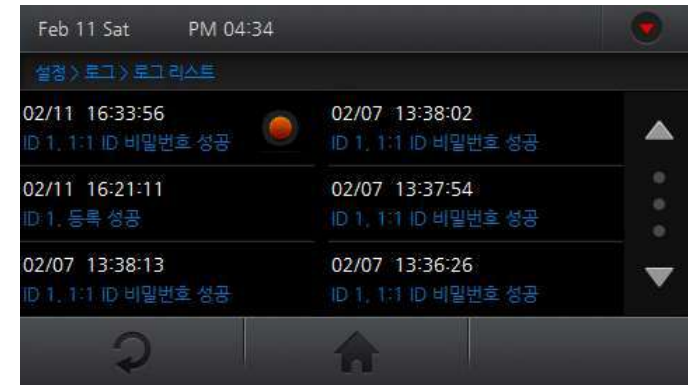 Feb 11 Sat PM 04:34
설정 > 로그 > 로그 리스트
02/11 16:33:56
ID 1, 1:1 ID 비밀번호 성공
02/11 16:21:11
ID 1, 등록 성공
02/07 13:38:13
ID 1, 1:1 ID 비밀번호 성공
02/07 13:38:02
ID 1, 1:1 ID 비밀번호 성공
02/07 13:37:54
ID 1, 1:1 ID 비밀번호 성공
02/07 13:36:26
ID 1, 1:1 ID 비밀번호 성공